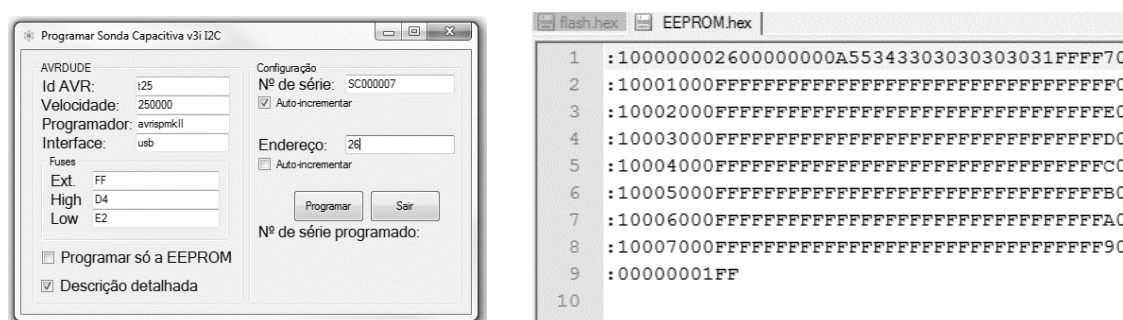 Programar Sonda Capacitiva v3i I2C
AVRDUDE
Id AVR: t25
Velocidade: 250000
Programador: avrispmkII
Interface: usb
Fuses
Ext. FF
High D4
Low E2
Programar só a EEPROM
Descrição detalhada
Configuração
Nº de série: SC000007
Auto-incrementar
Endereço: 26
Auto-incrementar
Programar Sair
Nº de série programado:
flash.hex EEPROM.hex
1 :100000002600000000A55343303030303031FFFF70
2 :10001000FFFFFFFFFFFFFFFFFFFFFFFFFFFFFFFFF0
3 :10002000FFFFFFFFFFFFFFFFFFFFFFFFFFFFFFFFE0
4 :10003000FFFFFFFFFFFFFFFFFFFFFFFFFFFFFFFFD0
5 :10004000FFFFFFFFFFFFFFFFFFFFFFFFFFFFFFFFC0
6 :10005000FFFFFFFFFFFFFFFFFFFFFFFFFFFFFFFFB0
7 :10006000FFFFFFFFFFFFFFFFFFFFFFFFFFFFFFFFA0
8 :10007000FFFFFFFFFFFFFFFFFFFFFFFFFFFFFFFF90
9 :00000001FF
10